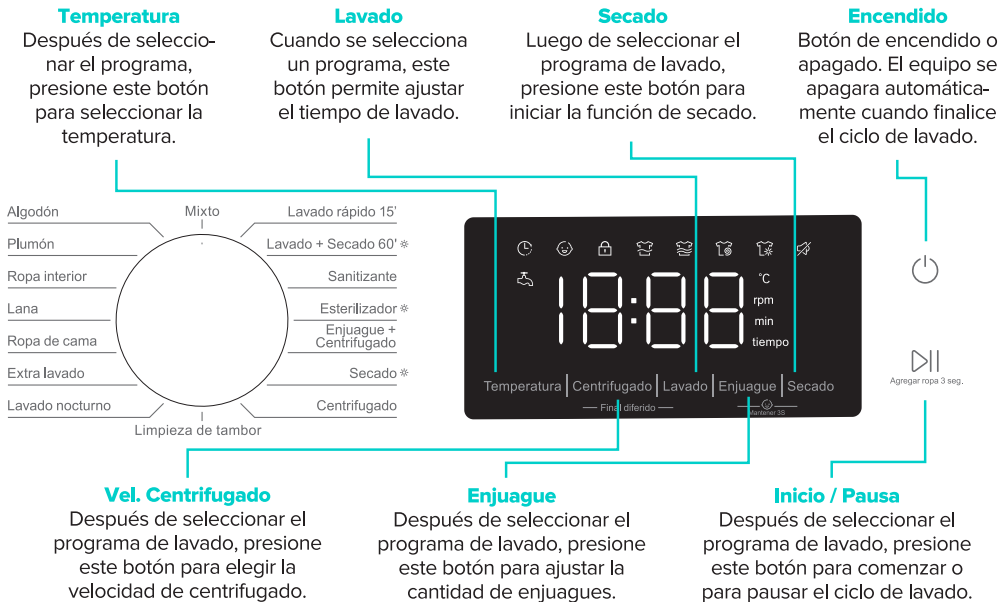 Temperatura
Después de seleccio-
nar el programa,
presione este botón
para seleccionar la
temperatura.
Lavado
Cuando se selecciona
un programa, este
botón permite ajustar
el tiempo de lavado.
Secado
Luego de seleccionar el
programa de lavado,
presione este botón para
iniciar la función de secado.
Encendido
Botón de encendido o
apagado. El equipo se
apagara automática-
mente cuando finalice
el ciclo de lavado.
Mixto
Algodón
Plumón
Ropa interior
Lana
Ropa de cama
Extra lavado
Lavado nocturno
Limpieza de tambor
Lavado rápido 15'
Lavado + Secado 60'
Sanitizante
Esterilizador
Enjuague +
Centrifugado
Secado
Centrifugado
18:88
°C
rpm
min
tiempo
Temperatura | Centrifugado | Lavado | Enjuague | Secado
Final diferido
Mantener 3S
Agregar ropa 3 seg.
Vel. Centrifugado
Después de seleccionar el
programa de lavado, presione
este botón para elegir la
velocidad de centrifugado.
Enjuague
Después de seleccionar el
programa de lavado, presione
este botón para ajustar la
cantidad de enjuagues.
Inicio / Pausa
Después de seleccionar el
programa de lavado, presione
este botón para comenzar o
para pausar el ciclo de lavado.